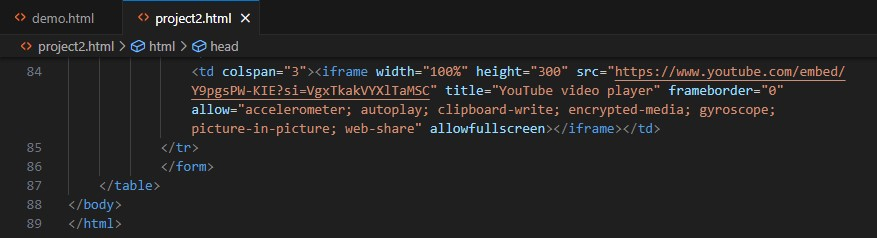 demo.html project2.html
project2.html > html > head
84 <td colspan="3"><iframe width="100%" height="300" src="https://www.youtube.com/embed/
Y9pgsPW-KIE?si=VgxTkakVYXlTaMSC" title="YouTube video player" frameborder="0"
allow="accelerometer; autoplay; clipboard-write; encrypted-media; gyroscope;
picture-in-picture; web-share" allowfullscreen></iframe></td>
85 </tr>
86 </form>
87 </table>
88 </body>
89 </html>